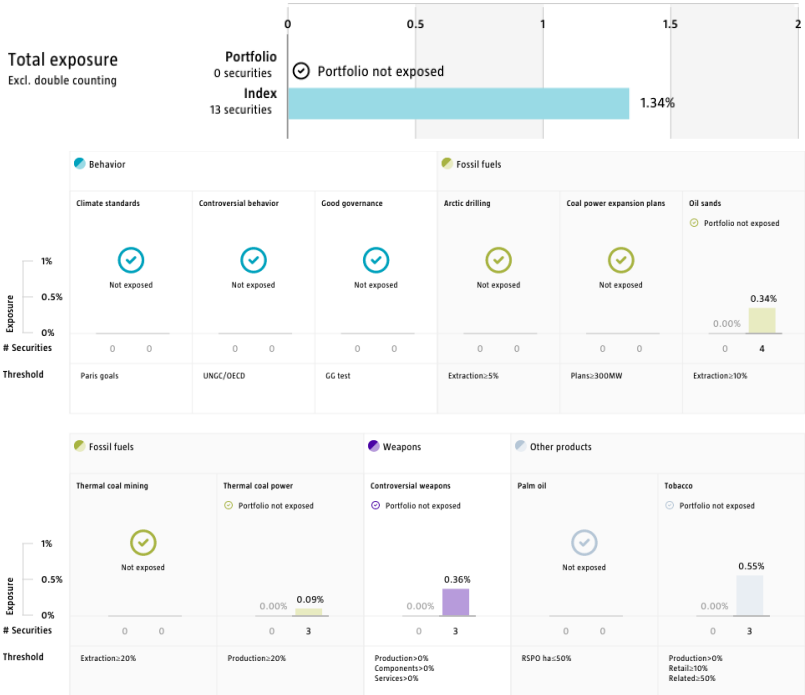 0 0.5 1 1.5 2
Total exposure
Excl. double counting
Portfolio
0 securities
Portfolio not exposed
Index
13 securities
1.34%
Behavior
Fossil fuels
Climate standards
Controversial behavior
Good governance
Arctic drilling
Coal power expansion plans
Oil sands
Portfolio not exposed
Not exposed
Not exposed
Not exposed
Not exposed
Not exposed
Exposure
1%
0.5%
0%
0.00%
0.34%
# Securities
0 0
0 0
0 0
0 0
0 0
0 4
Threshold
Paris goals
UNGC/OECD
GG test
Extraction≥5%
Plans≥300MW
Extraction≥10%
Fossil fuels
Weapons
Other products
Thermal coal mining
Thermal coal power
Controversial weapons
Palm oil
Tobacco
Portfolio not exposed
Portfolio not exposed
Portfolio not exposed
Not exposed
Not exposed
Exposure
1%
0.5%
0%
0.00%
0.09%
0.00%
0.36%
0.00%
0.55%
# Securities
0 0
0 3
0 3
0 0
0 3
Threshold
Extraction≥20%
Production≥20%
Production>0%
Components>0%
Services>0%
RSPO ha≤50%
Production>0%
Retail≥10%
Related≥50%